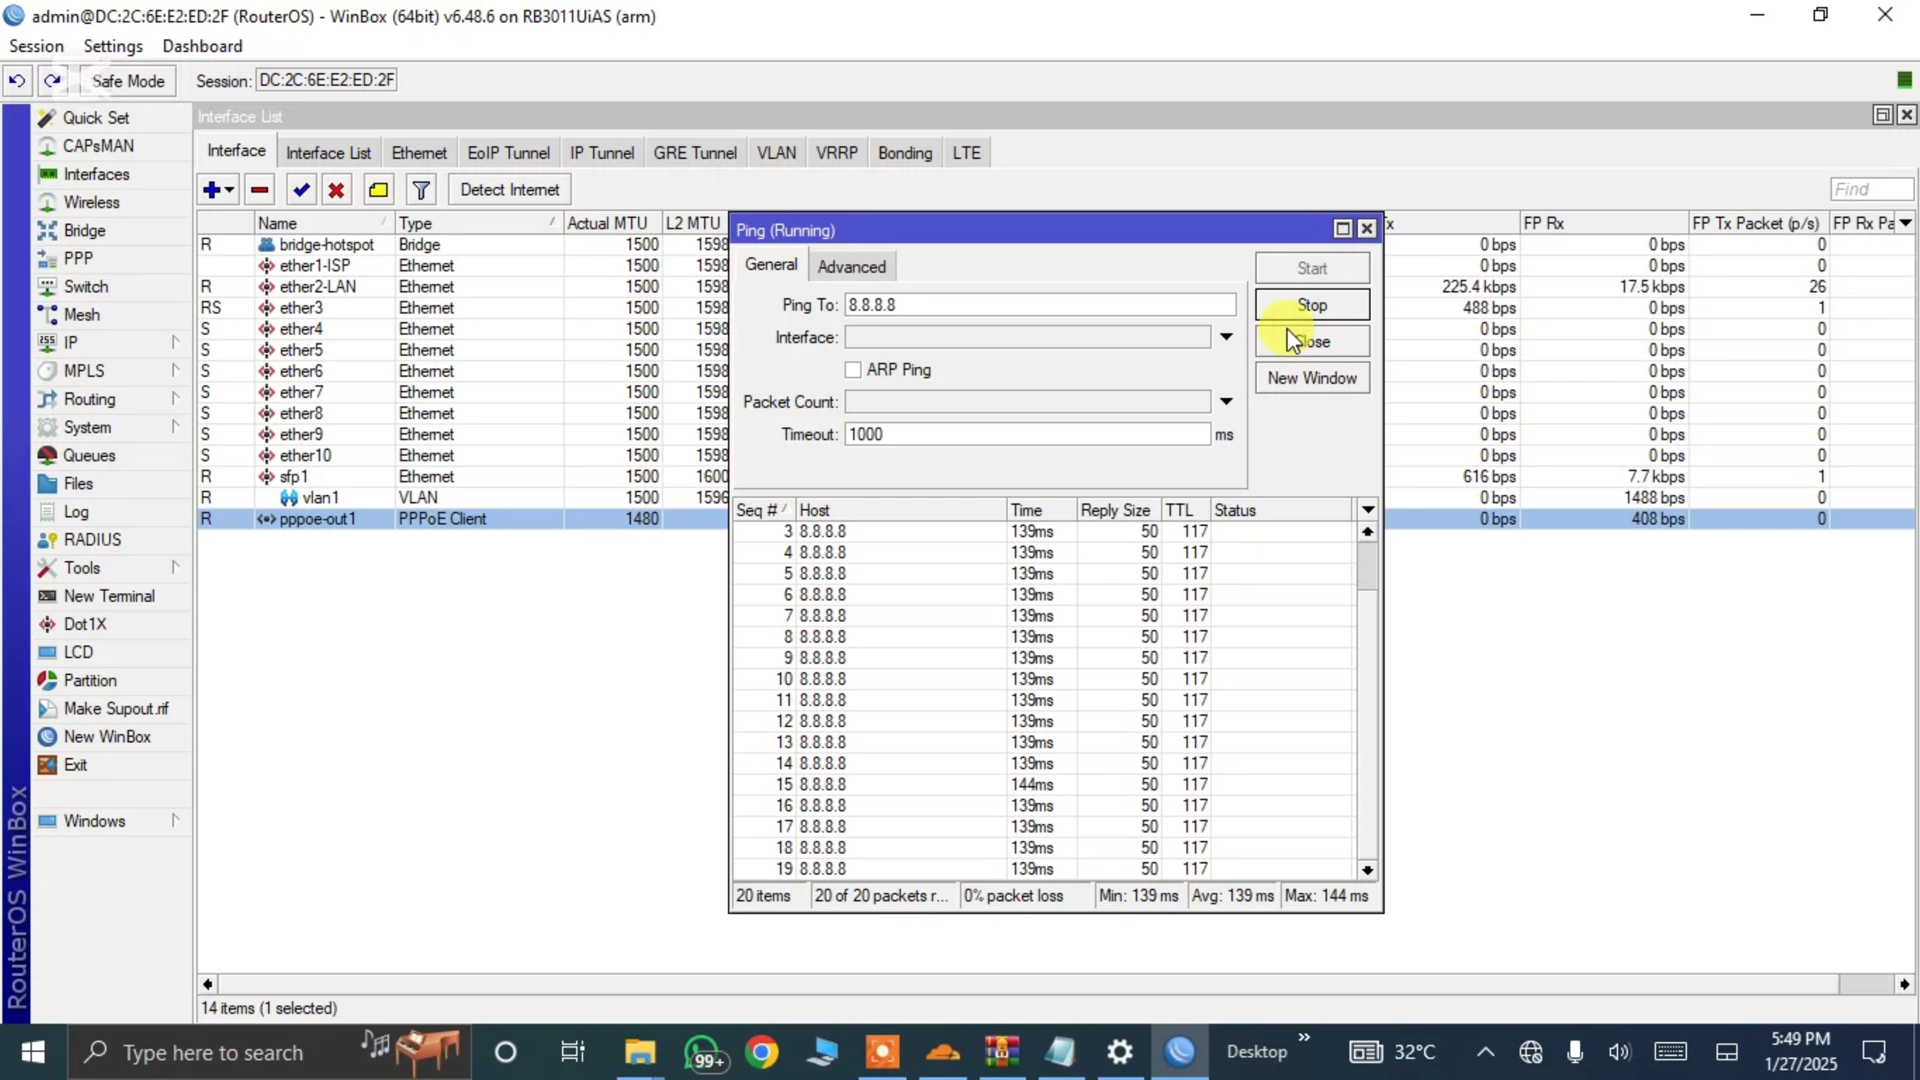 admin@DC:2C:6E:E2:ED:2F (RouterOS) - WinBox (64bit) v6.48.6 on RB3011UiAS (arm)
Session Settings Dashboard
Safe Mode Session: DC:2C:6E:E2:ED:2F
Interface List
Interface Interface List Ethernet EoIP Tunnel IP Tunnel GRE Tunnel VLAN VRRP Bonding LTE
Detect Internet Find
Name Type Actual MTU L2 MTU FP Rx FP Tx Packet (p/s) FP Rx Pa
R bridge-hotspot Bridge 1500 1598 0 bps 0 bps 0
ether1-ISP Ethernet 1500 1598 0 bps 0 bps 0
R ether2-LAN Ethernet 1500 1598 225.4 kbps 17.5 kbps 26
RS ether3 Ethernet 1500 1598 488 bps 0 bps 1
S ether4 Ethernet 1500 1598 0 bps 0 bps 0
S ether5 Ethernet 1500 1598 0 bps 0 bps 0
S ether6 Ethernet 1500 1598 0 bps 0 bps 0
S ether7 Ethernet 1500 1598 0 bps 0 bps 0
S ether8 Ethernet 1500 1598 0 bps 0 bps 0
S ether9 Ethernet 1500 1598 0 bps 0 bps 0
S ether10 Ethernet 1500 1598 0 bps 0 bps 0
R sfp1 Ethernet 1500 1600 616 bps 7.7 kbps 1
R vlan1 VLAN 1500 1596 0 bps 1488 bps 0
R pppoe-out1 PPPoE Client 1480 0 bps 408 bps 0
14 items (1 selected)
Quick Set
CAPsMAN
Interfaces
Wireless
Bridge
PPP
Switch
Mesh
IP
MPLS
Routing
System
Queues
Files
Log
RADIUS
Tools
New Terminal
Dot1X
LCD
Partition
Make Supout.rif
New WinBox
Exit
Windows
RouterOS WinBox
Ping (Running)
General Advanced
Ping To: 8.8.8.8
Interface:
ARP Ping
Packet Count:
Timeout: 1000 ms
Start
Stop
Close
New Window
Seq # Host Time Reply Size TTL Status
3 8.8.8.8 139ms 50 117
4 8.8.8.8 139ms 50 117
5 8.8.8.8 139ms 50 117
6 8.8.8.8 139ms 50 117
7 8.8.8.8 139ms 50 117
8 8.8.8.8 139ms 50 117
9 8.8.8.8 139ms 50 117
10 8.8.8.8 139ms 50 117
11 8.8.8.8 139ms 50 117
12 8.8.8.8 139ms 50 117
13 8.8.8.8 139ms 50 117
14 8.8.8.8 139ms 50 117
15 8.8.8.8 144ms 50 117
16 8.8.8.8 139ms 50 117
17 8.8.8.8 139ms 50 117
18 8.8.8.8 139ms 50 117
19 8.8.8.8 139ms 50 117
20 items 20 of 20 packets r... 0% packet loss Min: 139 ms Avg: 139 ms Max: 144 ms
Type here to search 99+ Desktop 32°C 5:49 PM
1/27/2025